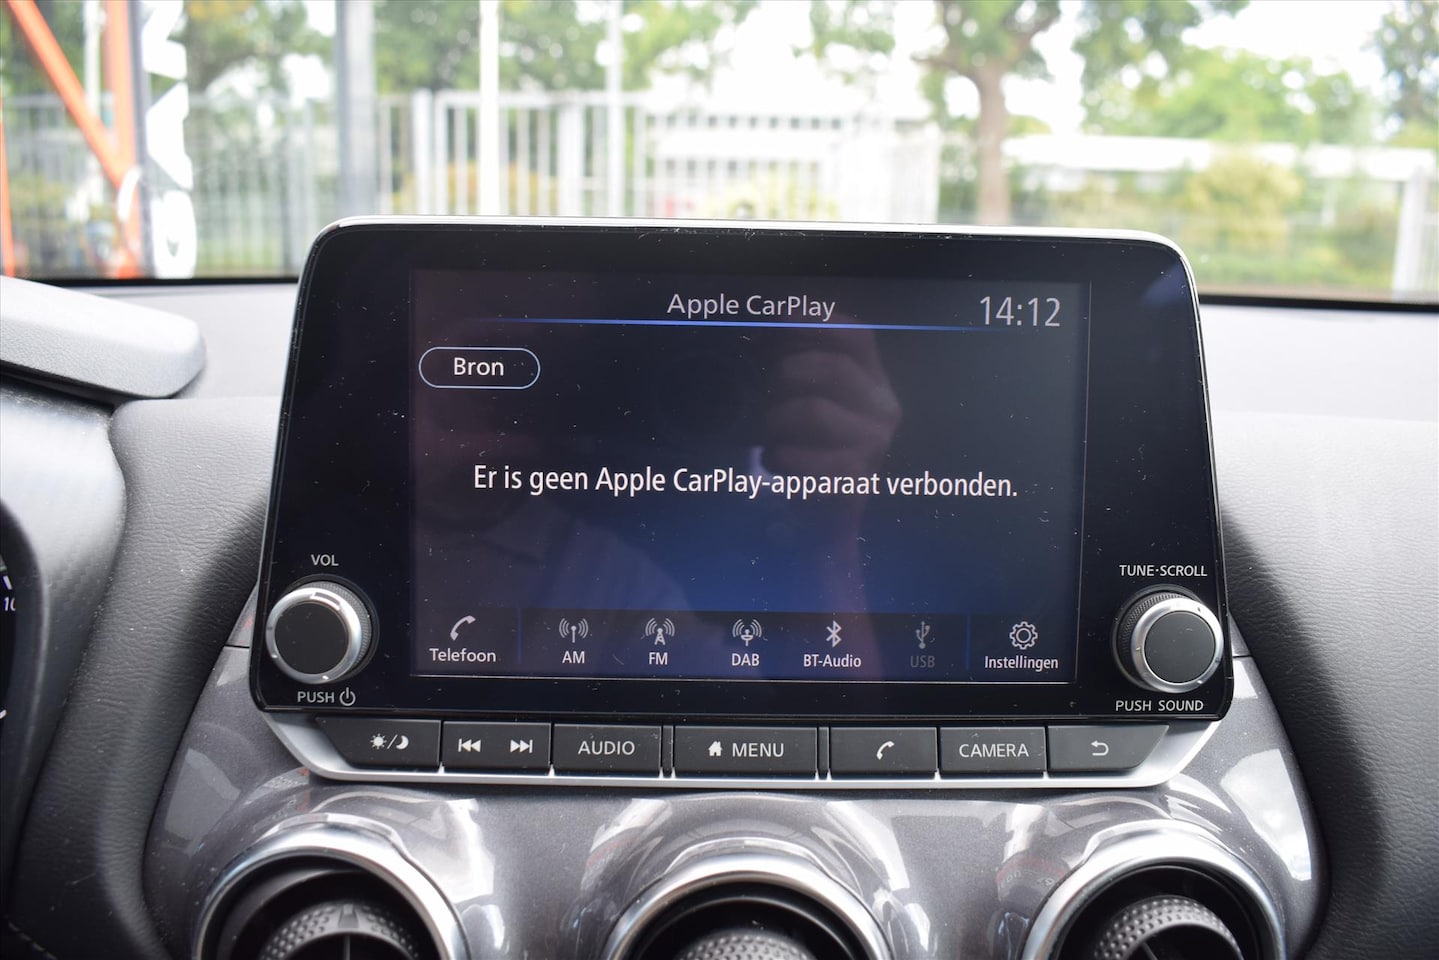 Apple CarPlay
14:12
Bron
Er is geen Apple CarPlay-apparaat verbonden.
VOL
TUNE·SCROLL
Telefoon
AM
FM
DAB
BT-Audio
USB
Instellingen
PUSH
PUSH SOUND
AUDIO
MENU
CAMERA